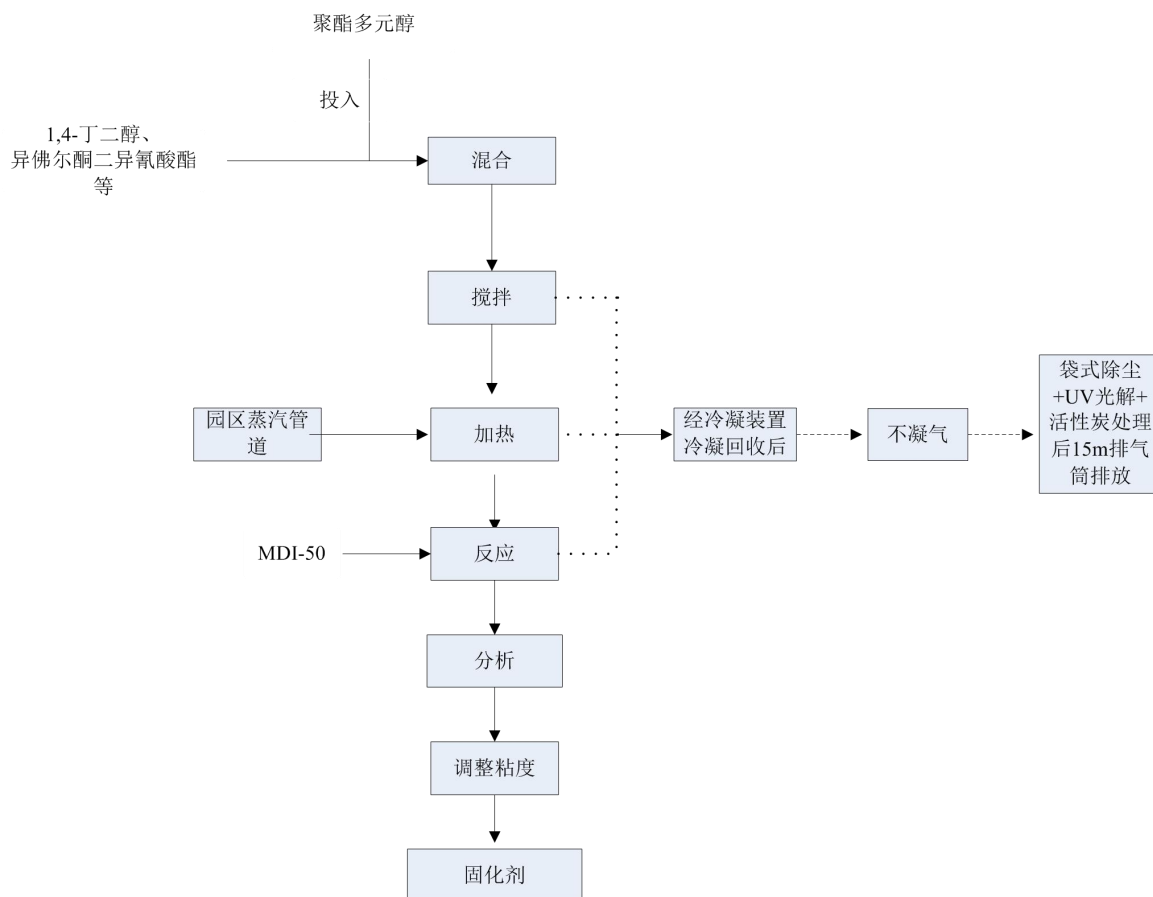 聚酯多元醇
投入
1,4-丁二醇、
异佛尔酮二异氰酸酯
等
混合
搅拌
园区蒸汽管
道
加热
经冷凝装置
冷凝回收后
不凝气
袋式除尘
+UV光解+
活性炭处理
后15m排气
筒排放
MDI-50
反应
分析
调整粘度
固化剂